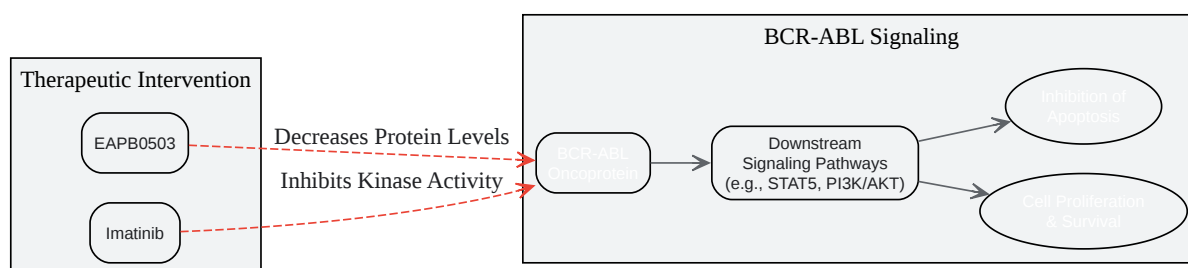 BCR-ABL Signaling
Therapeutic Intervention
EAPB0503
Imatinib
Decreases Protein Levels
Inhibits Kinase Activity
BCR-ABL
Oncoprotein
Downstream
Signaling Pathways
(e.g., STAT5, PI3K/AKT)
Inhibition of
Apoptosis
Cell Proliferation
& Survival